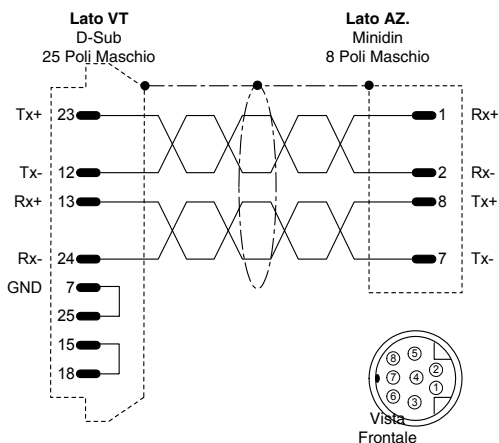 Lato VT
D-Sub
25 Poli Maschio
Lato AZ.
Minidin
8 Poli Maschio
Tx+ 23
1 Rx+
Tx- 12
2 Rx-
Rx+ 13
8 Tx+
Rx- 24
7 Tx-
GND 7
25
15
18
8 5 2
7 4 1
6 3
Vista
Frontale